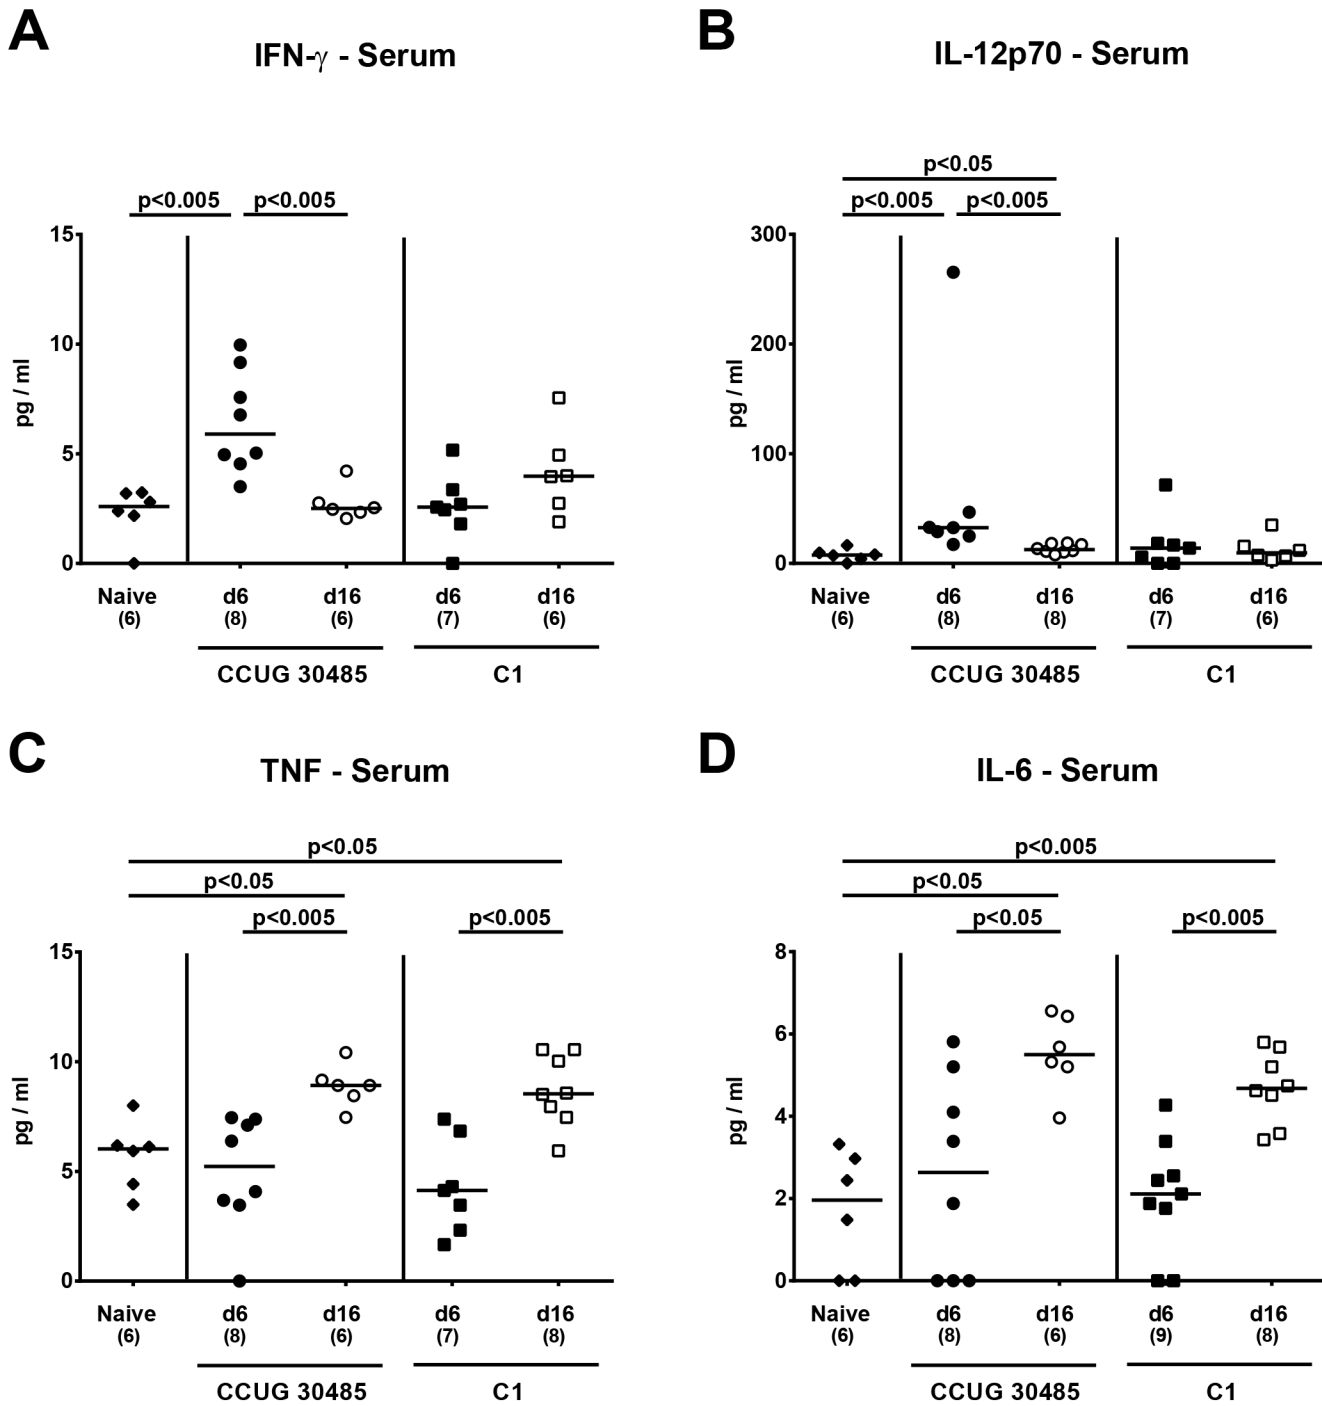 A
IFN-γ - Serum
p<0.005 p<0.005
15
10
5
0
pg / ml
Naive d6 d16 d6 d16
(6) (8) (6) (7) (6)
CCUG 30485 C1
B
IL-12p70 - Serum
p<0.05
p<0.005 p<0.005
300
200
100
0
pg / ml
Naive d6 d16 d6 d16
(6) (8) (8) (7) (6)
CCUG 30485 C1
C
TNF - Serum
p<0.05
p<0.05
p<0.005 p<0.005
15
10
5
0
pg / ml
Naive d6 d16 d6 d16
(6) (8) (6) (7) (8)
CCUG 30485 C1
D
IL-6 - Serum
p<0.005
p<0.05
p<0.05 p<0.005
8
6
4
2
0
pg / ml
Naive d6 d16 d6 d16
(6) (8) (6) (9) (8)
CCUG 30485 C1